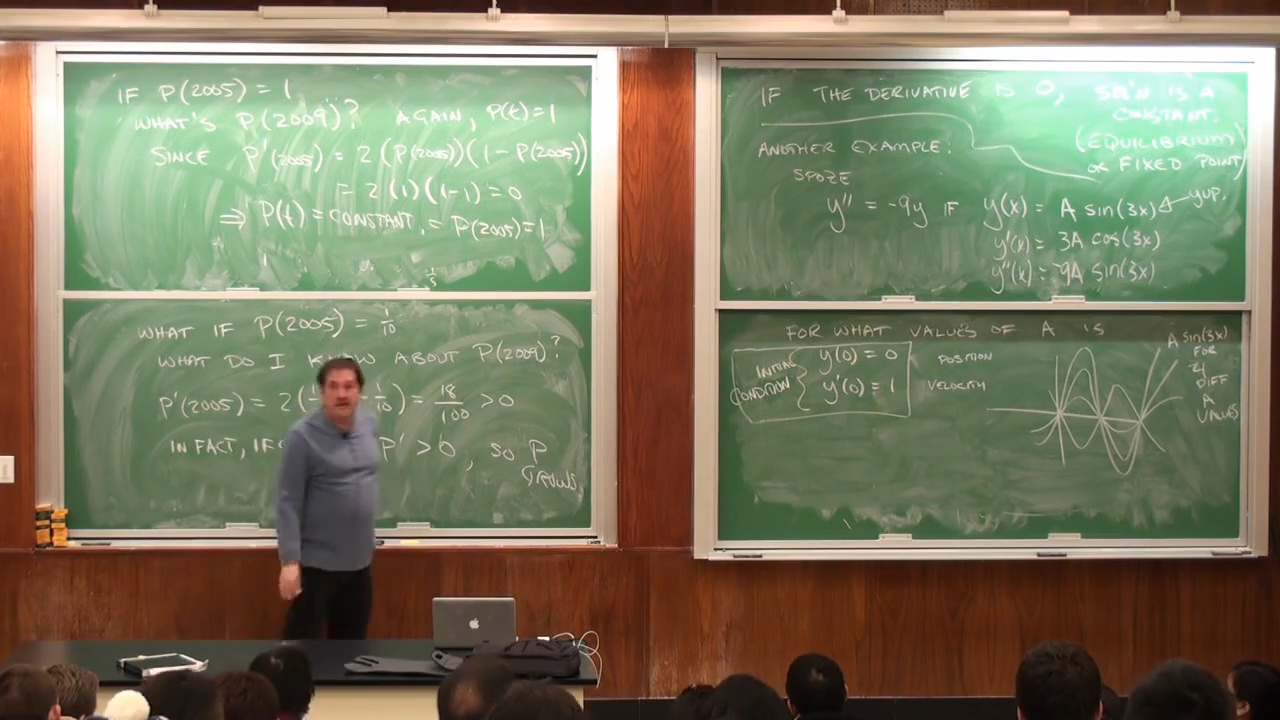 IF P(2005) = 1
WHAT'S P(2009)? AGAIN, P(t)=1
SINCE P'(2005) = 2(P(2005))(1-P(2005))
= 2(1)(1-1) = 0
⇒ P(t) = CONSTANT, = P(2005)=1
WHAT IF P(2005) = 1/10
WHAT DO I KNOW ABOUT P(2009)?
P'(2005) = 2( 1/10) = 18/100 >0
IN FACT, IF P' >0, SO P
GROWS
IF THE DERIVATIVE IS 0, SOL'N IS A
CONSTANT.
(EQUILIBRIUM
OR FIXED POINT)
ANOTHER EXAMPLE:
SPOZE
y'' = -9y IF y(x) = A sin(3x) YUP.
y'(x) = 3A cos(3x)
y''(x) = -9A sin(3x)
FOR WHAT VALUES OF A IS
INITIAL
CONDITION
y(0) = 0 POSITION
y'(0) = 1 VELOCITY
A sin(3x)
FOR
4
DIFF
A
VALUES